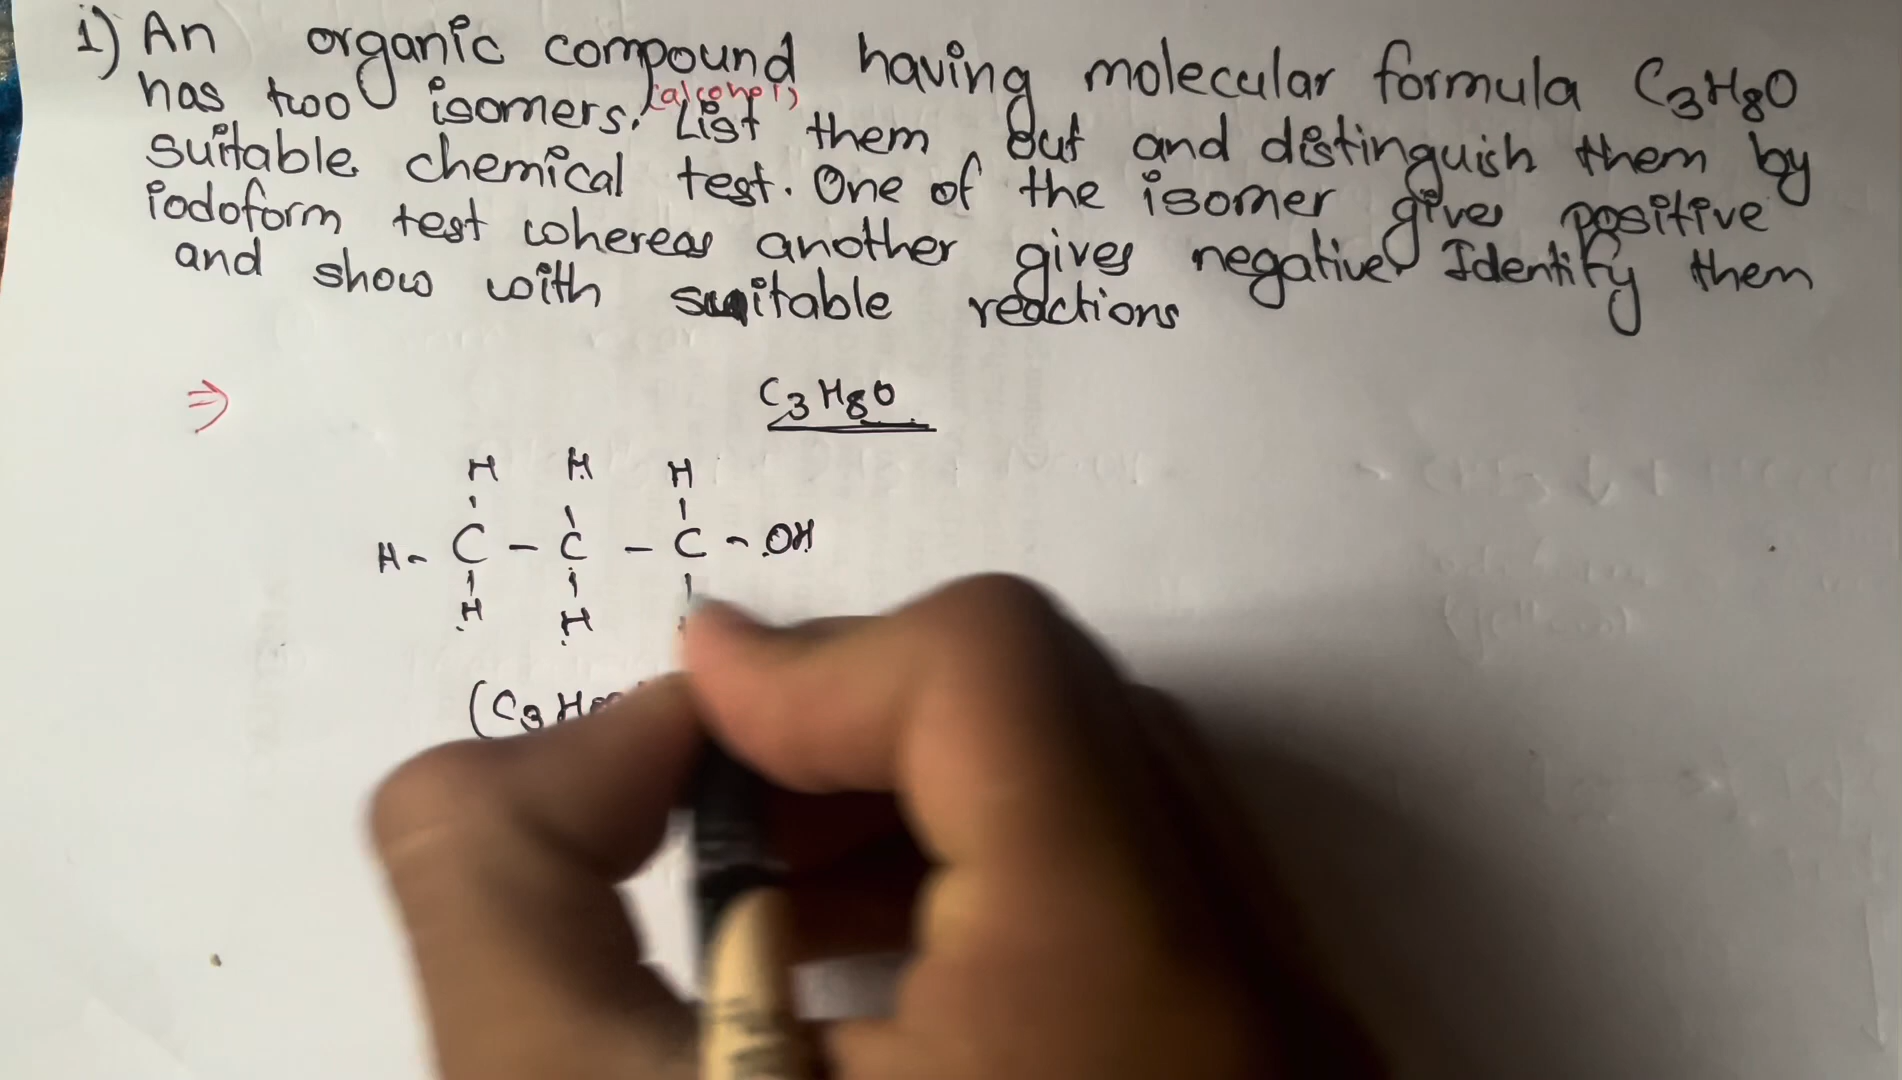 i) An organic compound having molecular formula C3H8O
has two isomers. (alcohol) List them out and distinguish them by
suitable chemical test. One of the isomer gives positive
iodoform test whereas another gives negative. Identify them
and show with suitable reactions
⇒ C3H8O
H H H
H - C - C - C - OH
H H
(C3H8